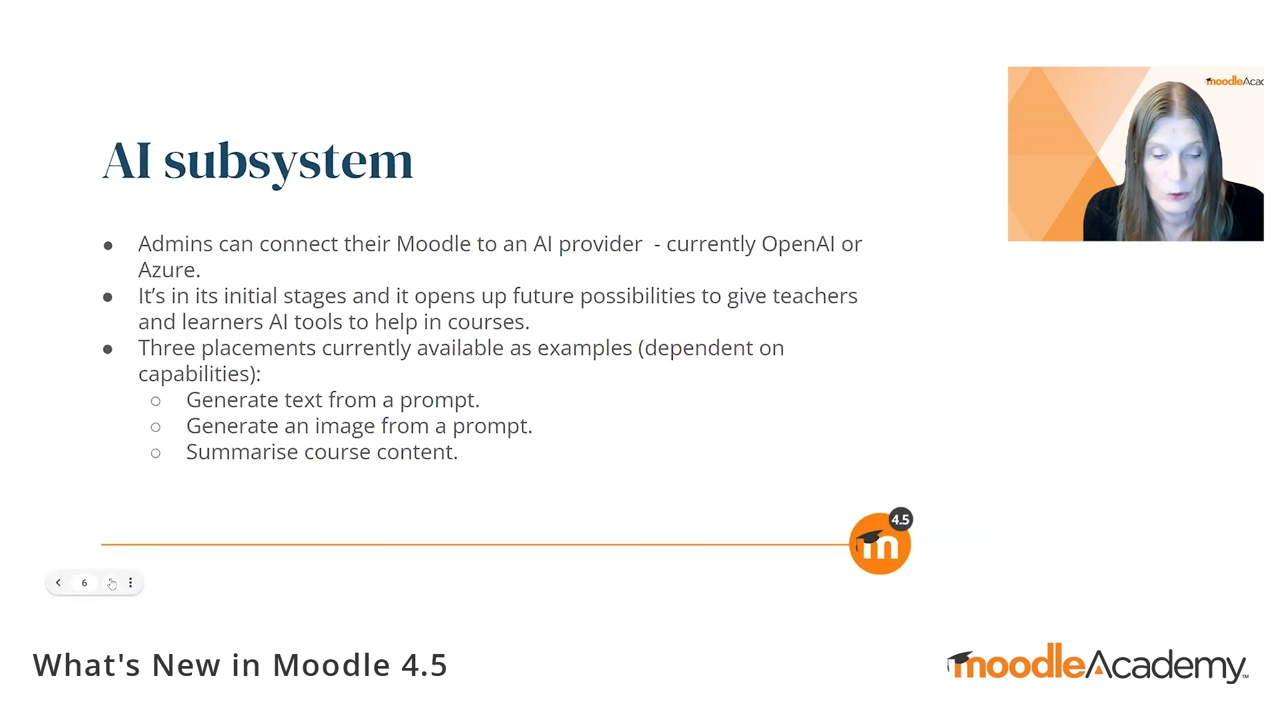 moodleAcad
AI subsystem
● Admins can connect their Moodle to an AI provider - currently OpenAI or
Azure.
● It’s in its initial stages and it opens up future possibilities to give teachers
and learners AI tools to help in courses.
● Three placements currently available as examples (dependent on
capabilities):
○ Generate text from a prompt.
○ Generate an image from a prompt.
○ Summarise course content.
4.5
m
6
What's New in Moodle 4.5
moodleAcademy™